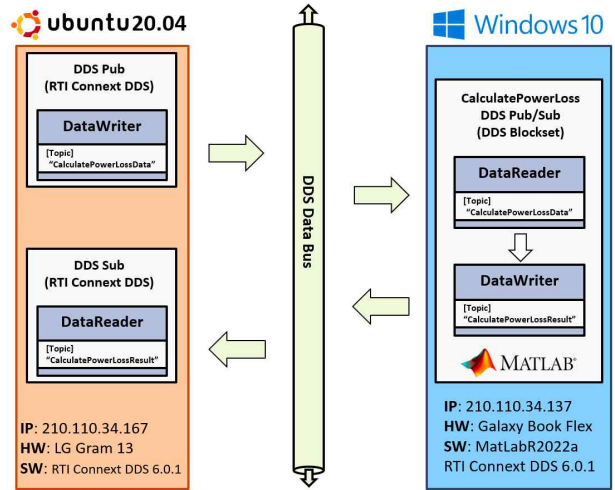 ubuntu20.04
DDS Pub
(RTI Connext DDS)
DataWriter
[Topic]
"CalculatePowerLossData"
DDS Sub
(RTI Connext DDS)
DataReader
[Topic]
"CalculatePowerLossResult"
IP: 210.110.34.167
HW: LG Gram 13
SW: RTI Connext DDS 6.0.1
DDS Data Bus
Windows10
CalculatePowerLoss
DDS Pub/Sub
(DDS Blockset)
DataReader
[Topic]
"CalculatePowerLossData"
DataWriter
[Topic]
"CalculatePowerLossResult"
MATLAB®
IP: 210.110.34.137
HW: Galaxy Book Flex
SW: MatLabR2022a
RTI Connext DDS 6.0.1